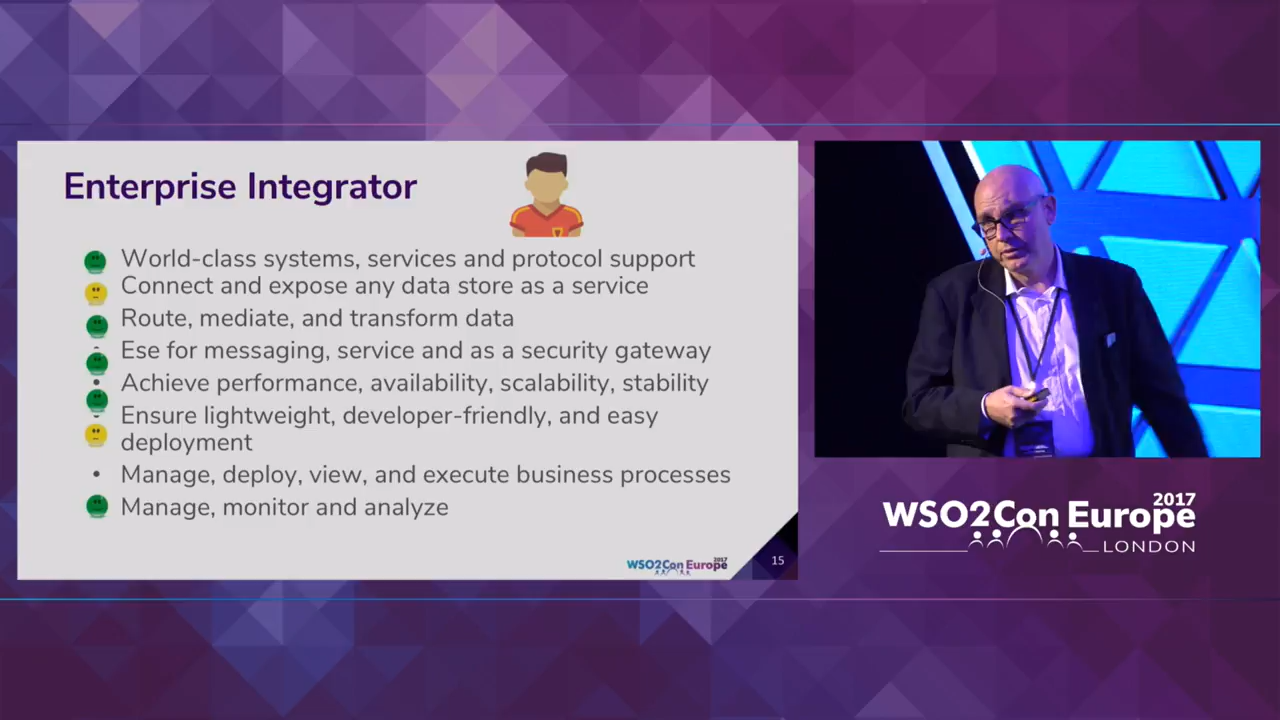 Enterprise Integrator
World-class systems, services and protocol support
Connect and expose any data store as a service
Route, mediate, and transform data
Ese for messaging, service and as a security gateway
Achieve performance, availability, scalability, stability
Ensure lightweight, developer-friendly, and easy
deployment
Manage, deploy, view, and execute business processes
Manage, monitor and analyze
WSO2Con Europe 2017
15
WSO2Con Europe 2017
LONDON